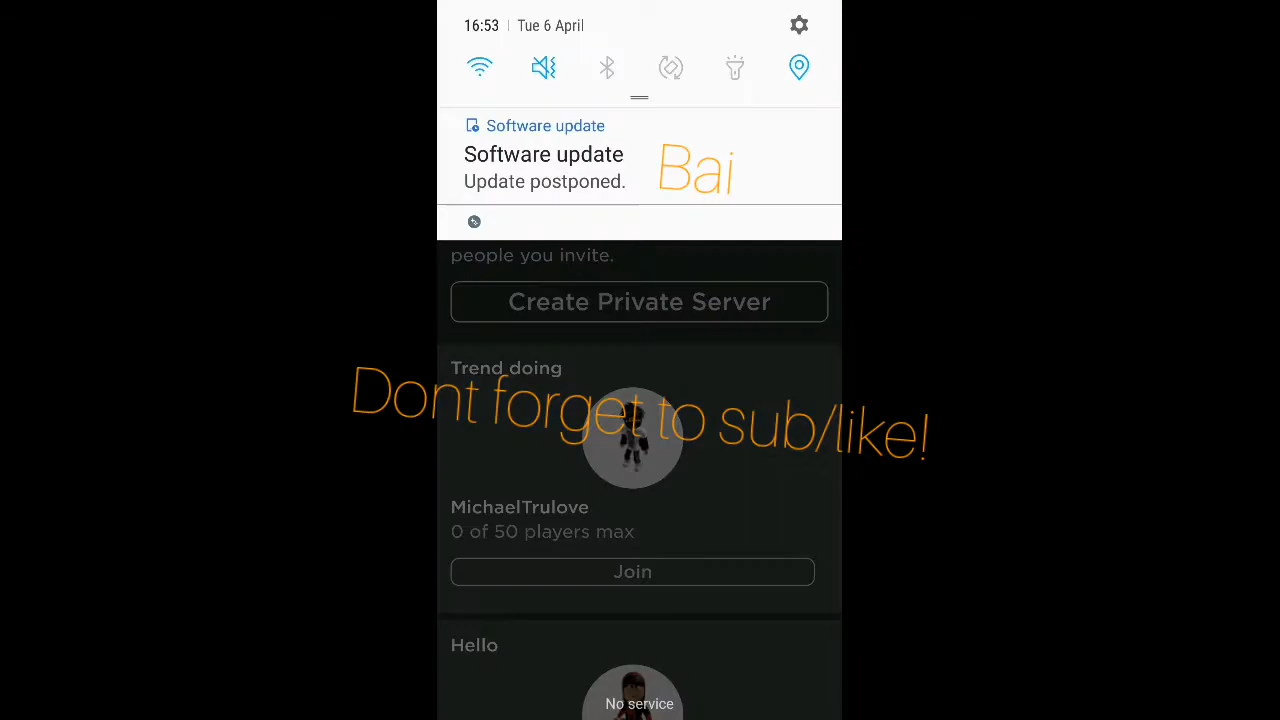 16:53 | Tue 6 April
Software update
Software update
Update postponed.
Bai
people you invite.
Create Private Server
Trend doing
Dont forget to sub/like!
MichaelTrulove
0 of 50 players max
Join
Hello
No service